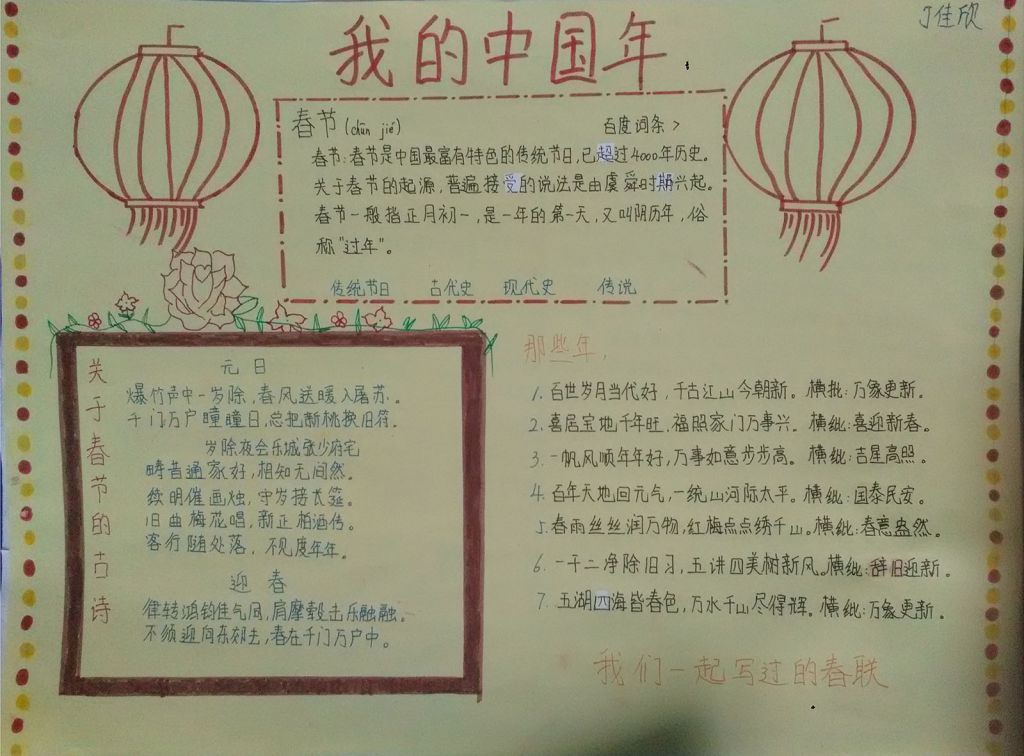 丁佳欣
我的中国年
春节(chūn jié) 百度词条 >
春节:春节是中国最富有特色的传统节日,已超过4000年历史。
关于春节的起源,普遍接受的说法是由虞舜时期兴起。
春节一般指正月初一,是一年的第一天,又叫阴历年,俗
称"过年"。
传统节日 古代史 现代史 传说
关于春节的古诗
元日
爆竹声中一岁除,春风送暖入屠苏。
千门万户瞳瞳日,总把新桃换旧符。
岁除夜会乐城张少府宅
畴昔通家好,相知无间然。
续明催画烛,守岁接长筵。
旧曲梅花唱,新正柏酒传。
客行随处落,不见度年年。
迎春
律转鸿钧佳气同,肩摩毂击乐融融。
不须迎向东郊去,春在千门万户中。
那些年,
1. 百世岁月当代好,千古江山今朝新。横批:万象更新。
2. 喜居宝地千年旺,福照家门万事兴。横纰:喜迎新春。
3. 一帆风顺年年好,万事如意步步高。横纰:吉星高照。
4. 百年天地回元气,一统山河际太平。横纰:国泰民安。
5. 春雨丝丝润万物,红梅点点绣千山。横纰:春意盎然。
6. 一干二净除旧习,五讲四美树新风。横纰:辞旧迎新。
7. 五湖四海皆春色,万水千山尽得辉。横纰:万象更新。
我们一起写过的春联